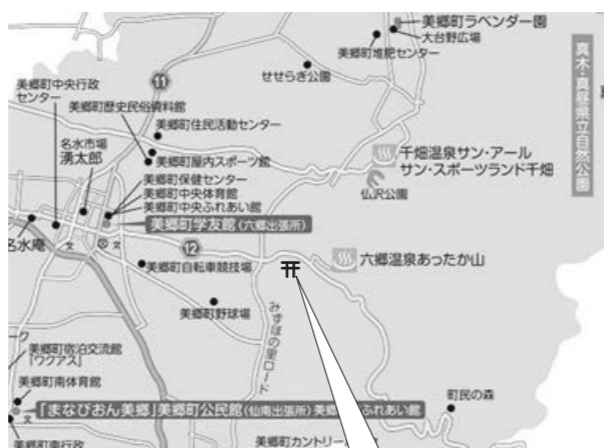 美郷町ラベンダー園
大台野広場
美郷町堆肥センター
せせらぎ公園
真木・真昼県立自然公園
11
美郷町中央行政
センター
美郷町歴史民俗資料館
美郷町住民活動センター
名水市場
湧太郎
美郷町屋内スポーツ館
千畑温泉サン・アール
サン・スポーツランド千畑
仏沢公園
美郷町保健センター
美郷町中央体育館
美郷町中央ふれあい館
美郷町学友館(六郷出張所)
名水庵
文
文
12
六郷温泉あったか山
美郷町自転車競技場
美郷町野球場
みずほの里ロード
ーク
美郷町宿泊交流館
「ワクアス」
美郷町南体育館
町民の森
「まなびおん美郷」美郷町公民館(仙南出張所)美郷
ふれあい館
文
美郷町南行政
美郷町カントリー